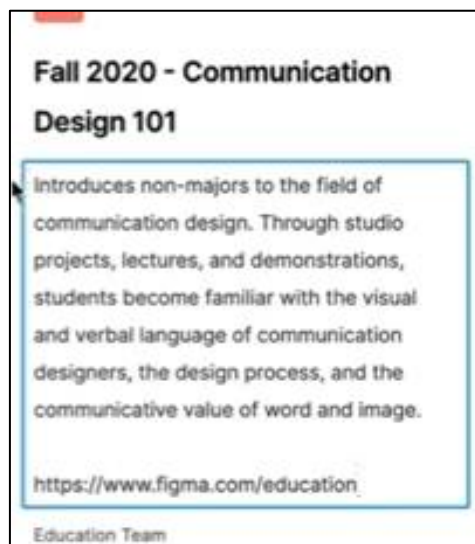 Fall 2020 - Communication
Design 101
Introduces non-majors to the field of
communication design. Through studio
projects, lectures, and demonstrations,
students become familiar with the visual
and verbal language of communication
designers, the design process, and the
communicative value of word and image.
https://www.figma.com/education
Education Team